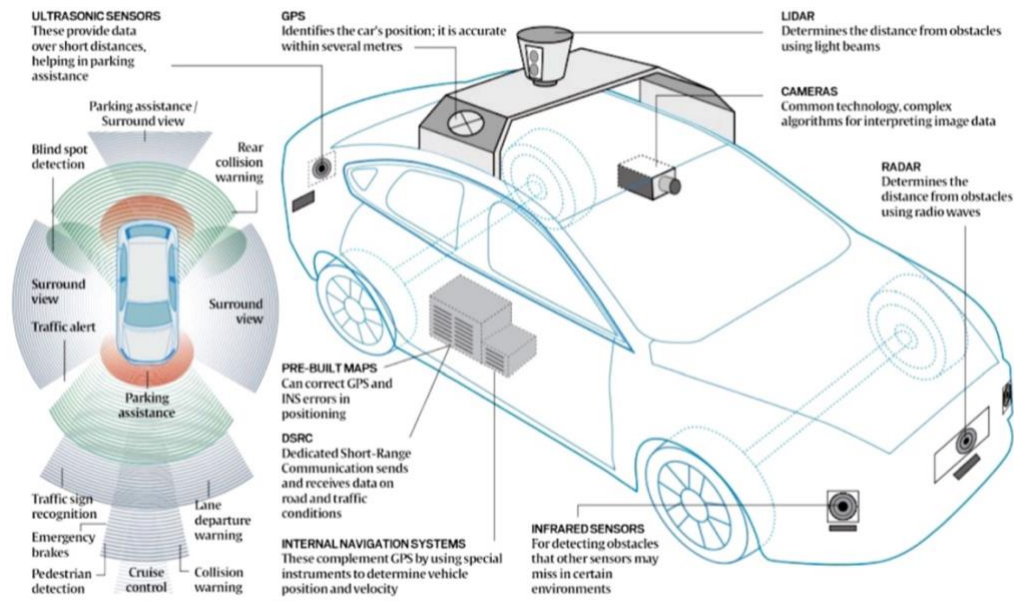 ULTRASONIC SENSORS
These provide data
over short distances,
helping in parking
assistance
GPS
Identifies the car's position; it is accurate
within several metres
LIDAR
Determines the distance from obstacles
using light beams
CAMERAS
Common technology, complex
algorithms for interpreting image data
RADAR
Determines the
distance from obstacles
using radio waves
Parking assistance/
Surround view
Blind spot
detection
Rear
collision
warning
Surround
view
Surround
view
Traffic alert
Parking
assistance
Traffic sign
recognition
Lane
departure
warning
Emergency
brakes
Pedestrian
detection
Cruise
control
Collision
warning
PRE-BUILT MAPS
Can correct GPS and
INS errors in
positioning
DSRC
Dedicated Short-Range
Communication sends
and receives data on
road and traffic
conditions
INTERNAL NAVIGATION SYSTEMS
These complement GPS by using special
instruments to determine vehicle
position and velocity
INFRARED SENSORS
For detecting obstacles
that other sensors may
miss in certain
environments